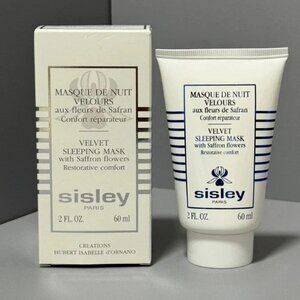 MASQUE DE NUIT
VELOURS
aux fleurs de Safran
Confort réparateur
VELVET
SLEEPING MASK
with Saffron flowers
Restorative comfort
sisley
PARIS
2 FL. OZ. 60 ml
CREATIONS
HUBERT ISABELLE d'ORNANO
MASQUE DE NUIT
VELOURS
aux fleurs de Safran
Confort réparateur
VELVET
SLEEPING MASK
with Saffron flowers
Restorative comfort
sisley
PARIS
2 FL. OZ. 60 ml